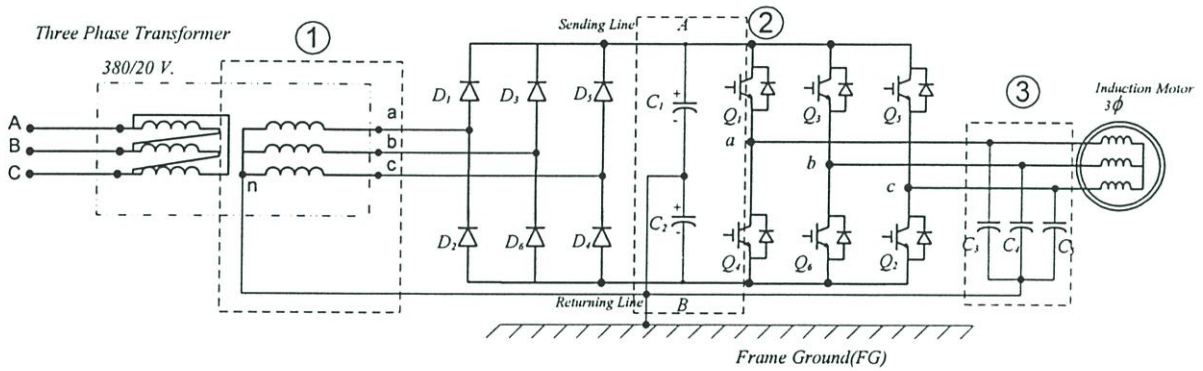 Three Phase Transformer
380/20 V.
1
Sending Line
A
2
3
Induction Motor
3ϕ
A
B
C
n
a
b
c
D1
D3
D5
D2
D6
D4
C1
+
-
C2
+
-
Q1
Q3
Q5
a
b
c
Q4
Q6
Q2
C3
C4
Returning Line
B
Frame Ground(FG)